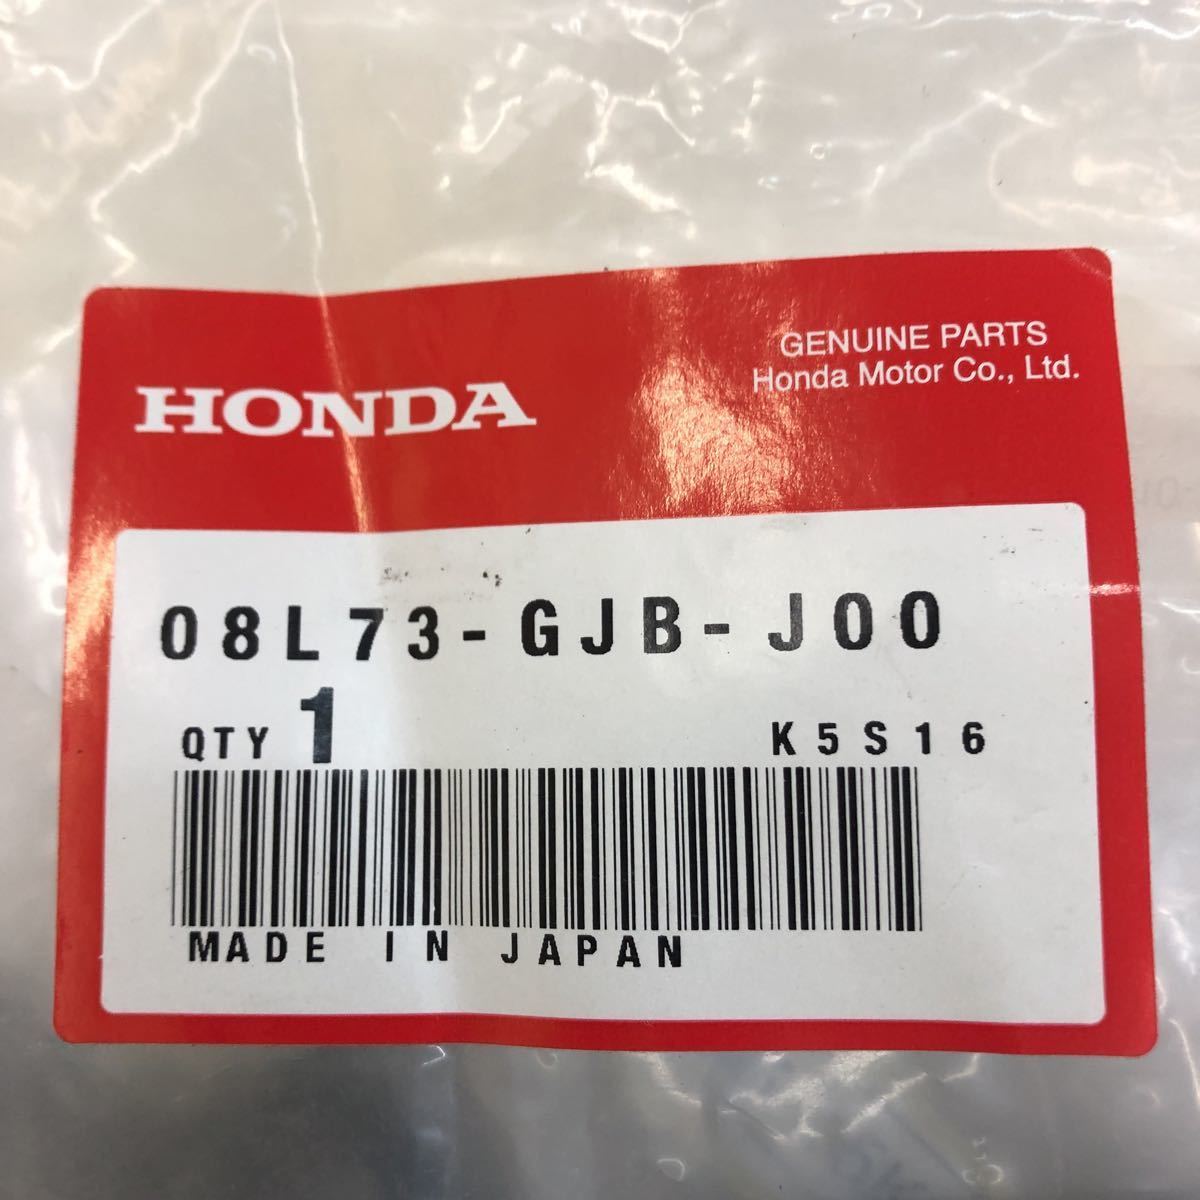 HONDA
GENUINE PARTS
Honda Motor Co., Ltd.
08L73-GJB-J00
QTY 1 K5S16
MADE IN JAPAN